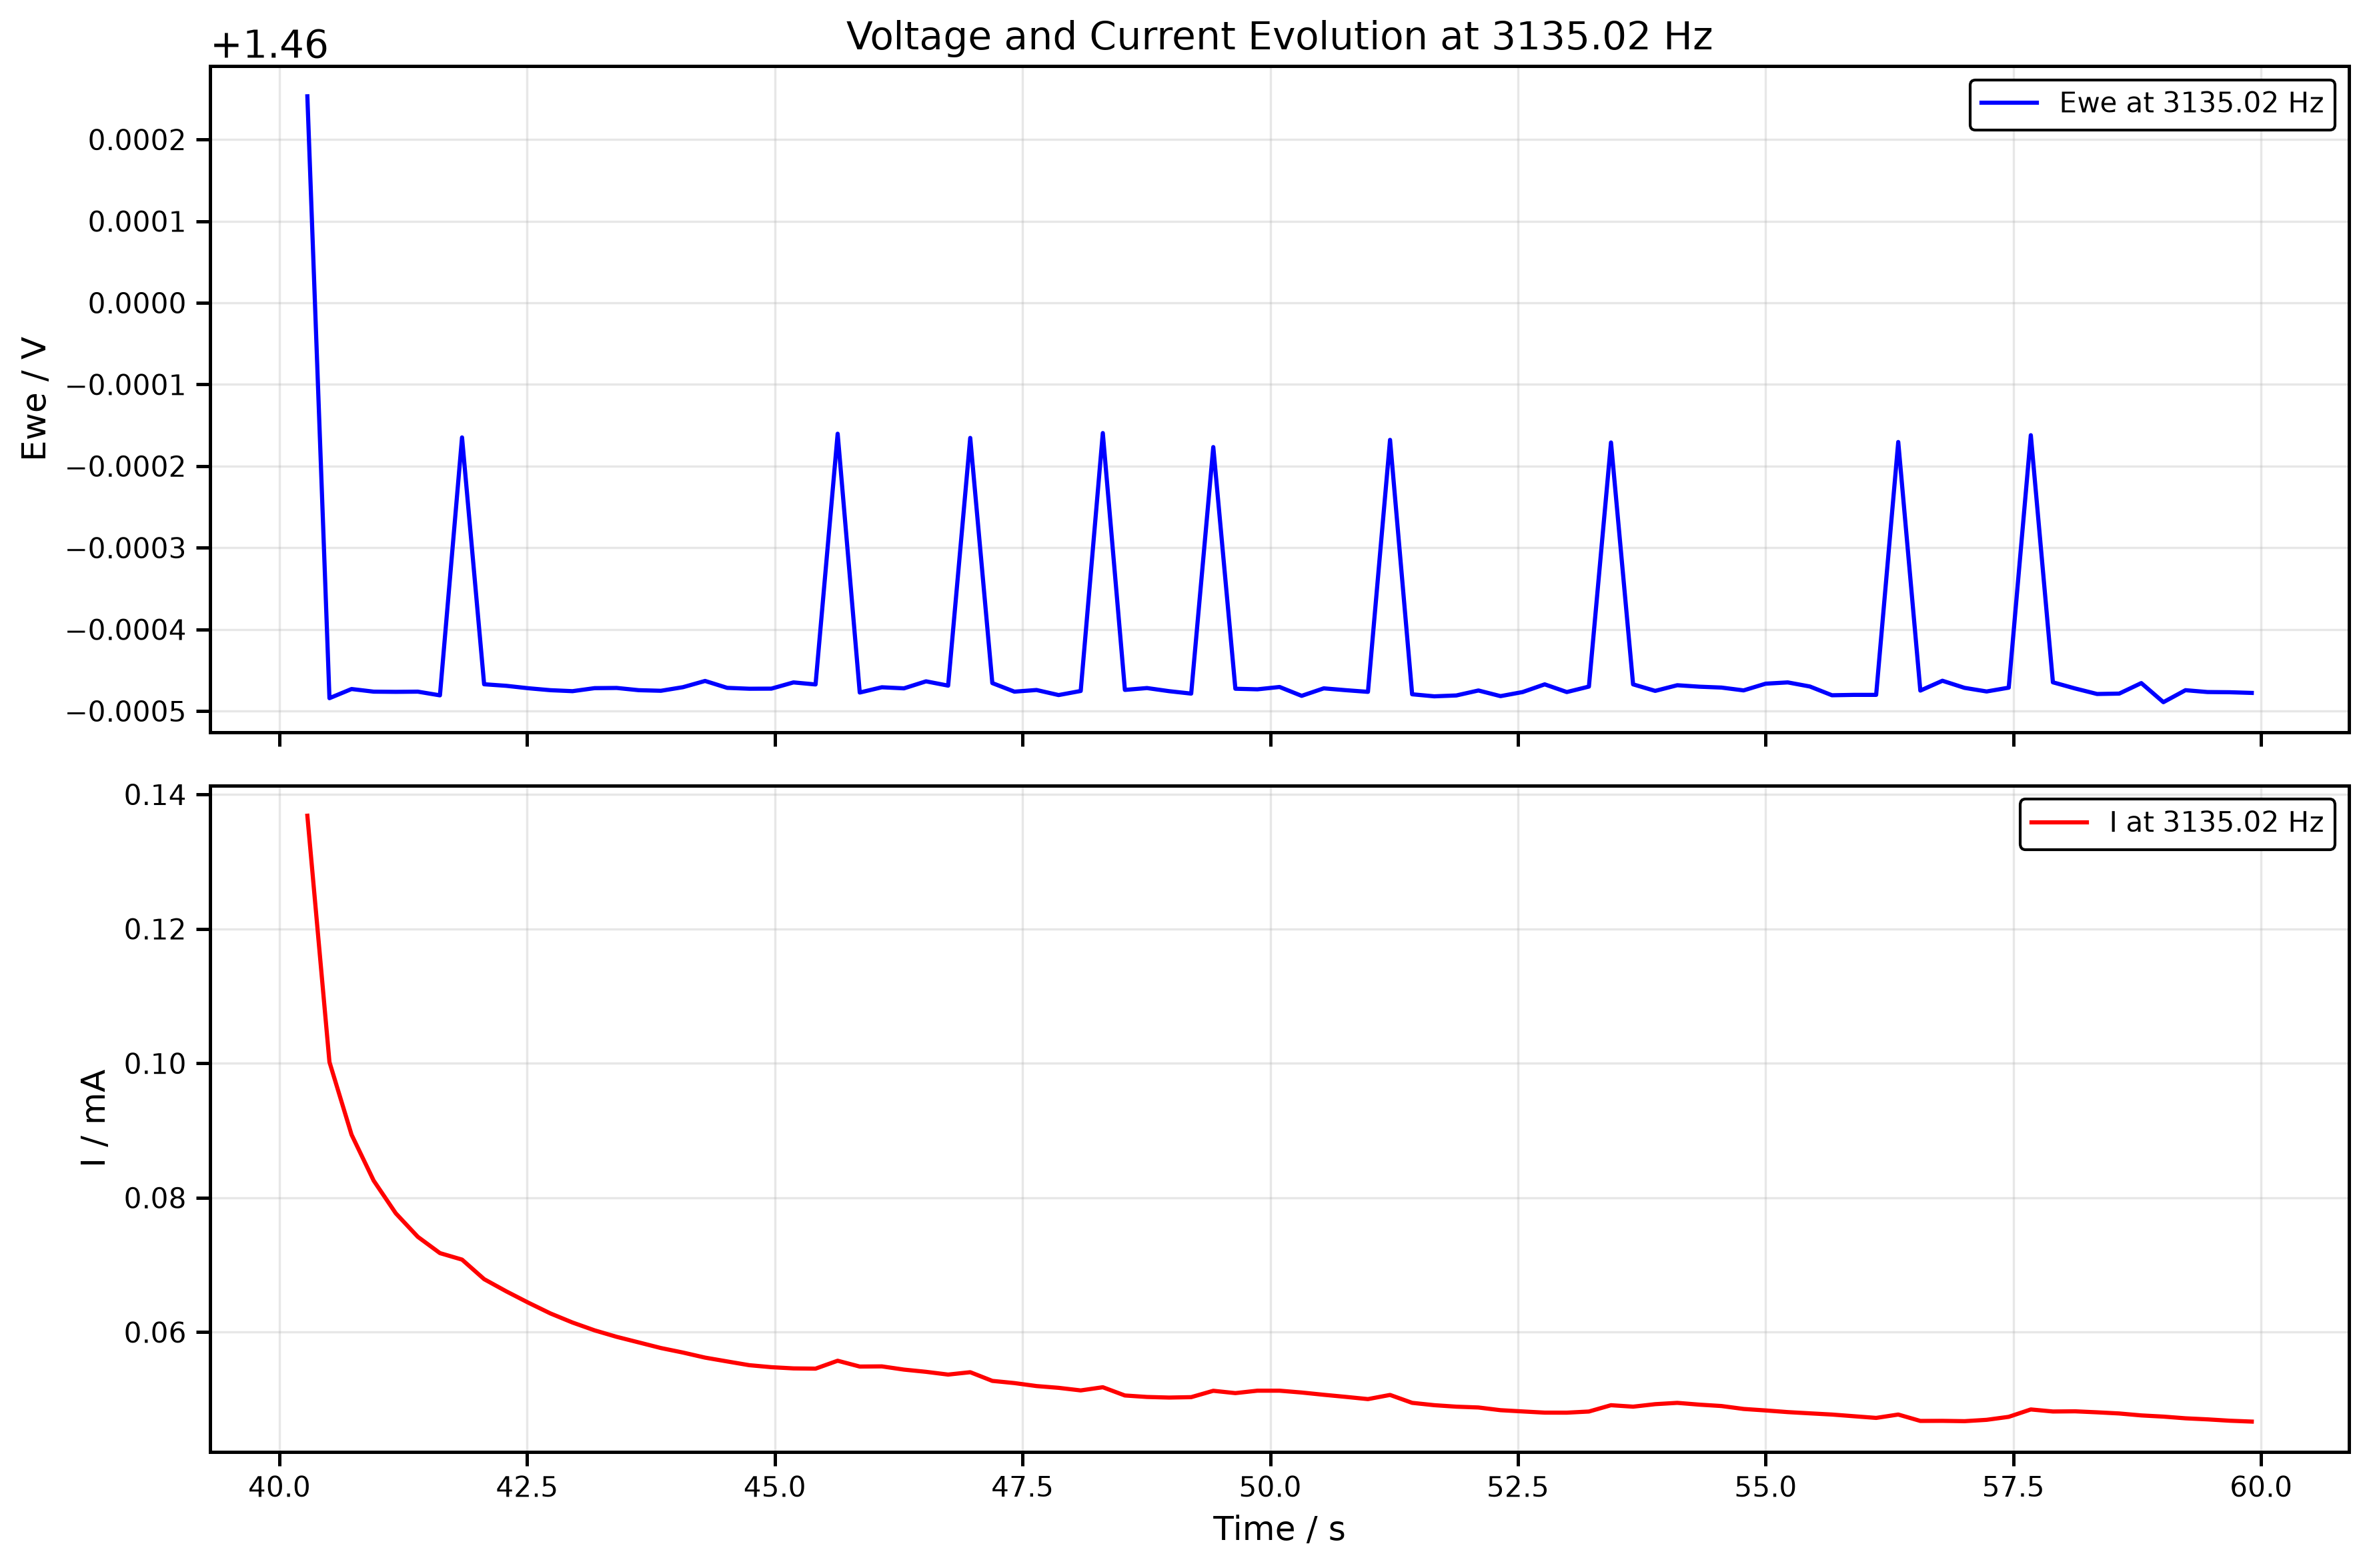 Voltage and Current Evolution at 3135.02 Hz
+1.46
Ewe at 3135.02 Hz
0.0002
0.0001
0.0000
−0.0001
−0.0002
−0.0003
−0.0004
−0.0005
Ewe / V
I at 3135.02 Hz
0.14
0.12
0.10
0.08
0.06
I / mA
40.0 42.5 45.0 47.5 50.0 52.5 55.0 57.5 60.0
Time / s